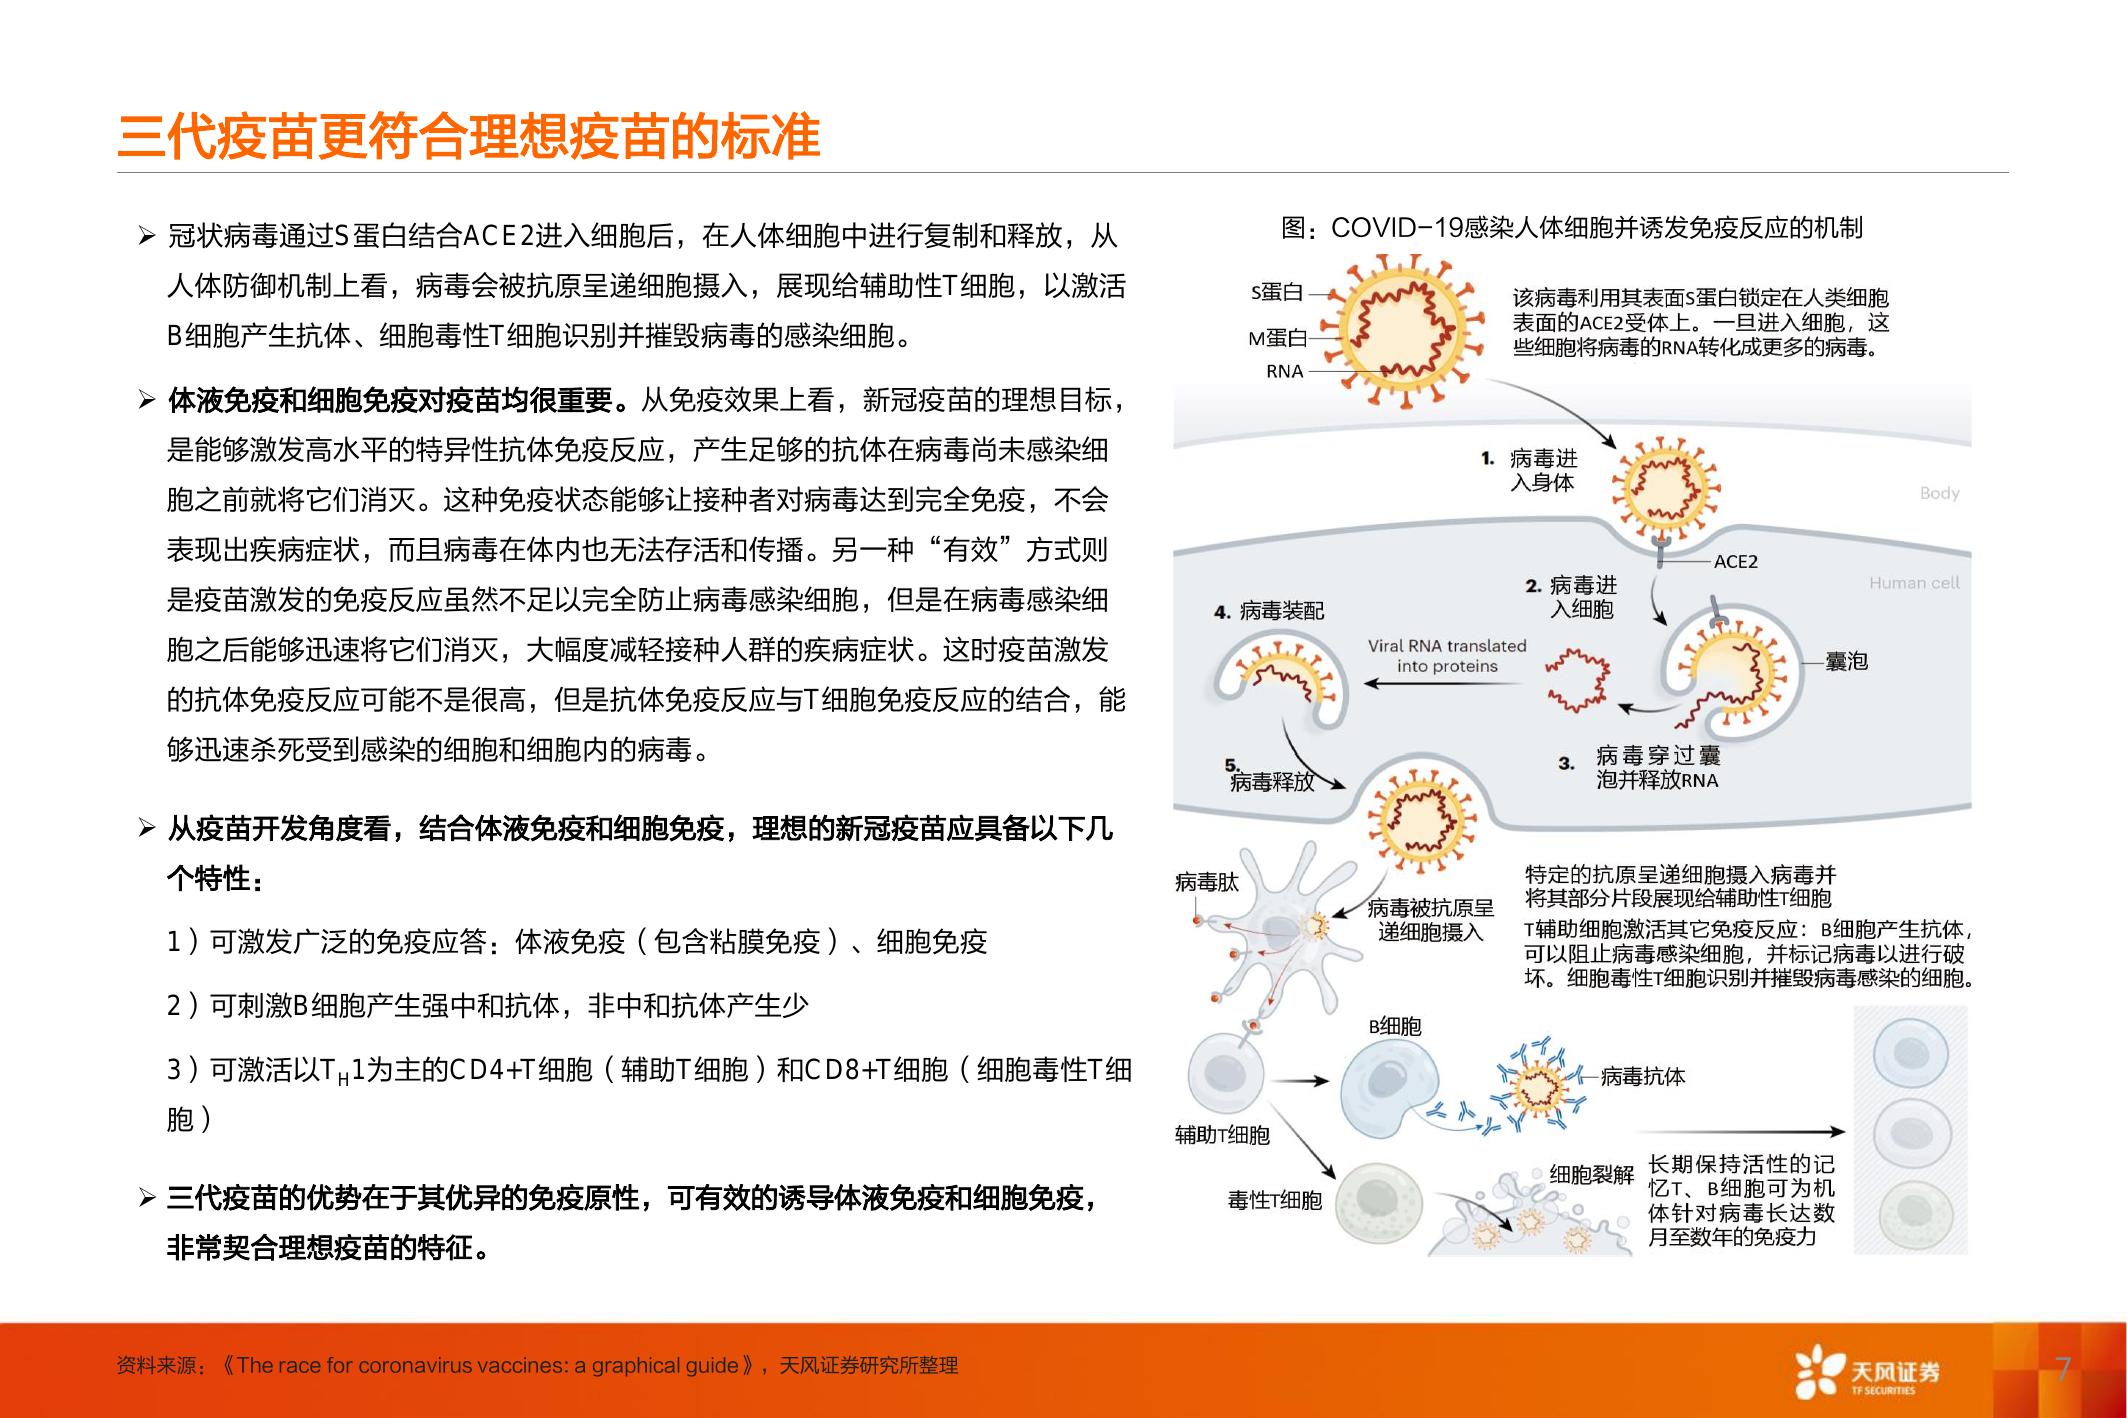 三代疫苗更符合理想疫苗的标准
➢ 冠状病毒通过S蛋白结合ACE2进入细胞后，在人体细胞中进行复制和释放，从
人体防御机制上看，病毒会被抗原呈递细胞摄入，展现给辅助性T细胞，以激活
B细胞产生抗体、细胞毒性T细胞识别并摧毁病毒的感染细胞。
➢ 体液免疫和细胞免疫对疫苗均很重要。从免疫效果上看，新冠疫苗的理想目标，
是能够激发高水平的特异性抗体免疫反应，产生足够的抗体在病毒尚未感染细
胞之前就将它们消灭。这种免疫状态能够让接种者对病毒达到完全免疫，不会
表现出疾病症状，而且病毒在体内也无法存活和传播。另一种“有效”方式则
是疫苗激发的免疫反应虽然不足以完全防止病毒感染细胞，但是在病毒感染细
胞之后能够迅速将它们消灭，大幅度减轻接种人群的疾病症状。这时疫苗激发
的抗体免疫反应可能不是很高，但是抗体免疫反应与T细胞免疫反应的结合，能
够迅速杀死受到感染的细胞和细胞内的病毒。
➢ 从疫苗开发角度看，结合体液免疫和细胞免疫，理想的新冠疫苗应具备以下几
个特性：
1）可激发广泛的免疫应答：体液免疫（包含粘膜免疫）、细胞免疫
2）可刺激B细胞产生强中和抗体，非中和抗体产生少
3）可激活以TH1为主的CD4+T细胞（辅助T细胞）和CD8+T细胞（细胞毒性T细
胞）
➢ 三代疫苗的优势在于其优异的免疫原性，可有效的诱导体液免疫和细胞免疫，
非常契合理想疫苗的特征。
图：COVID-19感染人体细胞并诱发免疫反应的机制
S蛋白
M蛋白
RNA
该病毒利用其表面S蛋白锁定在人类细胞
表面的ACE2受体上。一旦进入细胞，这
些细胞将病毒的RNA转化成更多的病毒。
1. 病毒进
入身体
Body
ACE2
Human cell
2. 病毒进
入细胞
4. 病毒装配
Viral RNA translated
into proteins
囊泡
3. 病毒穿过囊
泡并释放RNA
5.
病毒释放
病毒肽
病毒被抗原呈
递细胞摄入
特定的抗原呈递细胞摄入病毒并
将其部分片段展现给辅助性T细胞
T辅助细胞激活其它免疫反应：B细胞产生抗体，
可以阻止病毒感染细胞，并标记病毒以进行破
坏。细胞毒性T细胞识别并摧毁病毒感染的细胞。
B细胞
病毒抗体
辅助T细胞
毒性T细胞
细胞裂解
长期保持活性的记
忆T、B细胞可为机
体针对病毒长达数
月至数年的免疫力
资料来源：《The race for coronavirus vaccines: a graphical guide》，天风证券研究所整理
天风证券
TF SECURITIES
7